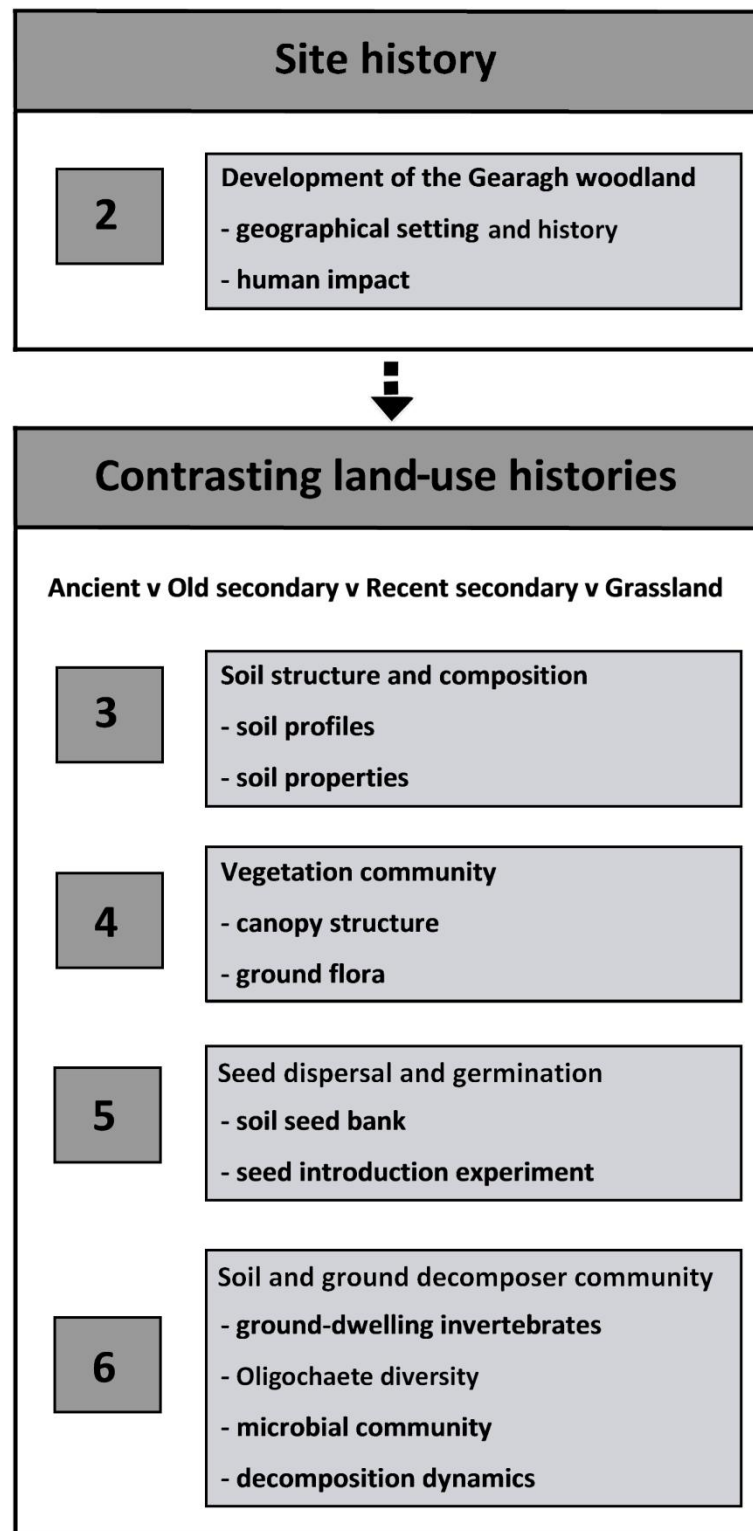 Site history
2
Development of the Gearagh woodland
- geographical setting and history
- human impact
Contrasting land-use histories
Ancient v Old secondary v Recent secondary v Grassland
3
Soil structure and composition
- soil profiles
- soil properties
4
Vegetation community
- canopy structure
- ground flora
5
Seed dispersal and germination
- soil seed bank
- seed introduction experiment
6
Soil and ground decomposer community
- ground-dwelling invertebrates
- Oligochaete diversity
- microbial community
- decomposition dynamics